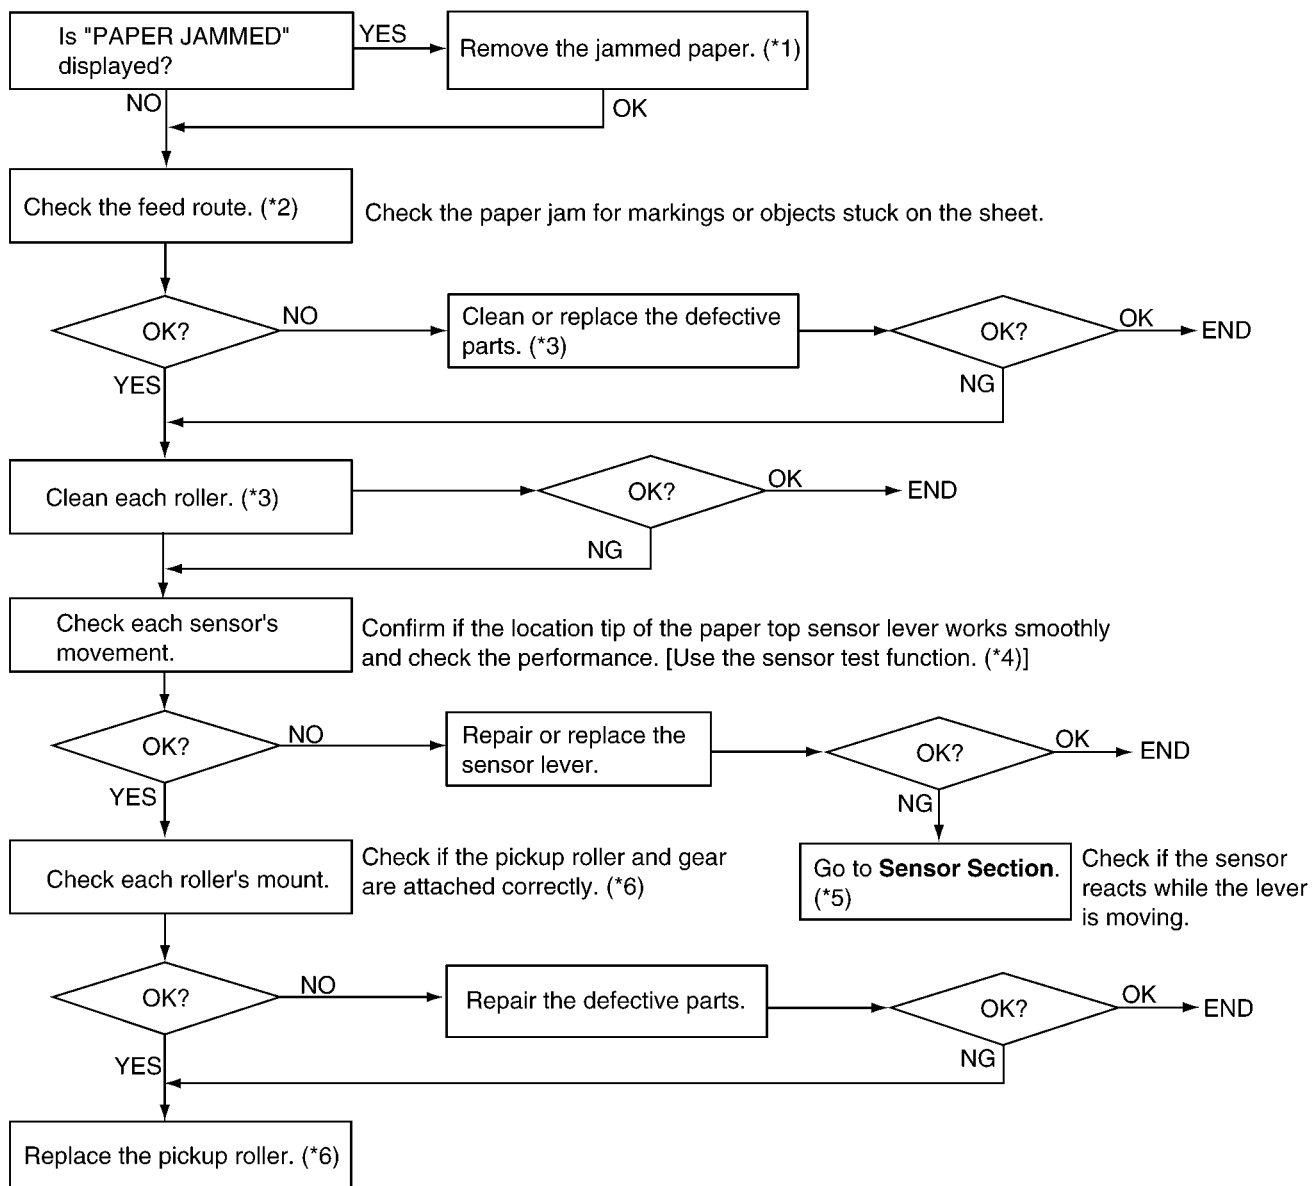 Is "PAPER JAMMED"
displayed?
YES
Remove the jammed paper. (*1)
NO
OK
Check the feed route. (*2)
Check the paper jam for markings or objects stuck on the sheet.
OK?
NO
Clean or replace the defective
parts. (*3)
OK?
OK
END
YES
NG
Clean each roller. (*3)
OK?
OK
END
NG
Check each sensor's
movement.
Confirm if the location tip of the paper top sensor lever works smoothly
and check the performance. [Use the sensor test function. (*4)]
OK?
NO
Repair or replace the
sensor lever.
OK?
OK
END
YES
NG
Check each roller's mount.
Check if the pickup roller and gear
are attached correctly. (*6)
Go to Sensor Section.
(*5)
Check if the sensor
reacts while the lever
is moving.
OK?
NO
Repair the defective parts.
OK?
OK
END
YES
NG
Replace the pickup roller. (*6)